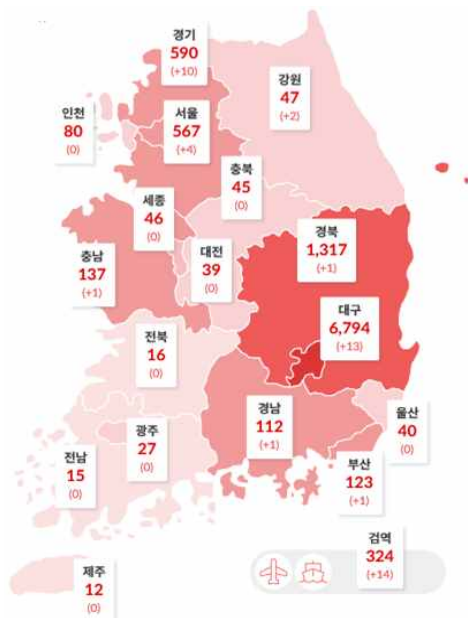 경기
590
(+10)
강원
47
(+2)
인천
80
(0)
서울
567
(+4)
충북
45
(0)
세종
46
(0)
경북
1,317
(+1)
충남
137
(+1)
대전
39
(0)
대구
6,794
(+13)
전북
16
(0)
경남
112
(+1)
울산
40
(0)
광주
27
(0)
전남
15
(0)
부산
123
(+1)
검역
324
(+14)
제주
12
(0)